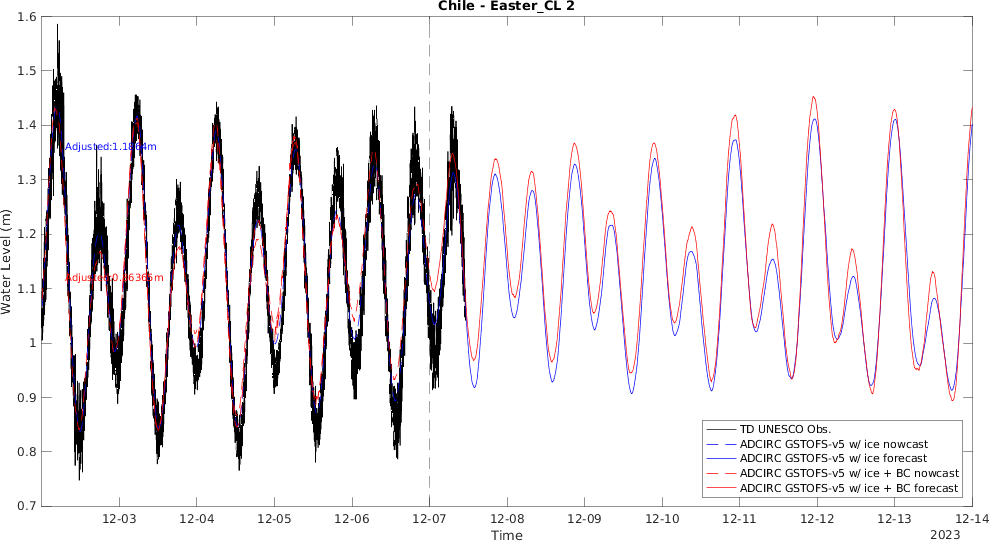 Chile - Easter_CL 2
1.6
1.5
1.4
1.3
1.2
1.1
1
0.9
0.8
0.7
Water Level (m)
Adjusted:1.1864m
TD UNESCO Obs.
ADCIRC GSTOFS-v5 w/ ice nowcast
ADCIRC GSTOFS-v5 w/ ice forecast
ADCIRC GSTOFS-v5 w/ ice + BC nowcast
ADCIRC GSTOFS-v5 w/ ice + BC forecast
12-03 12-04 12-05 12-06 12-07 12-08 12-09 12-10 12-11 12-12 12-13 12-14
Time
2023